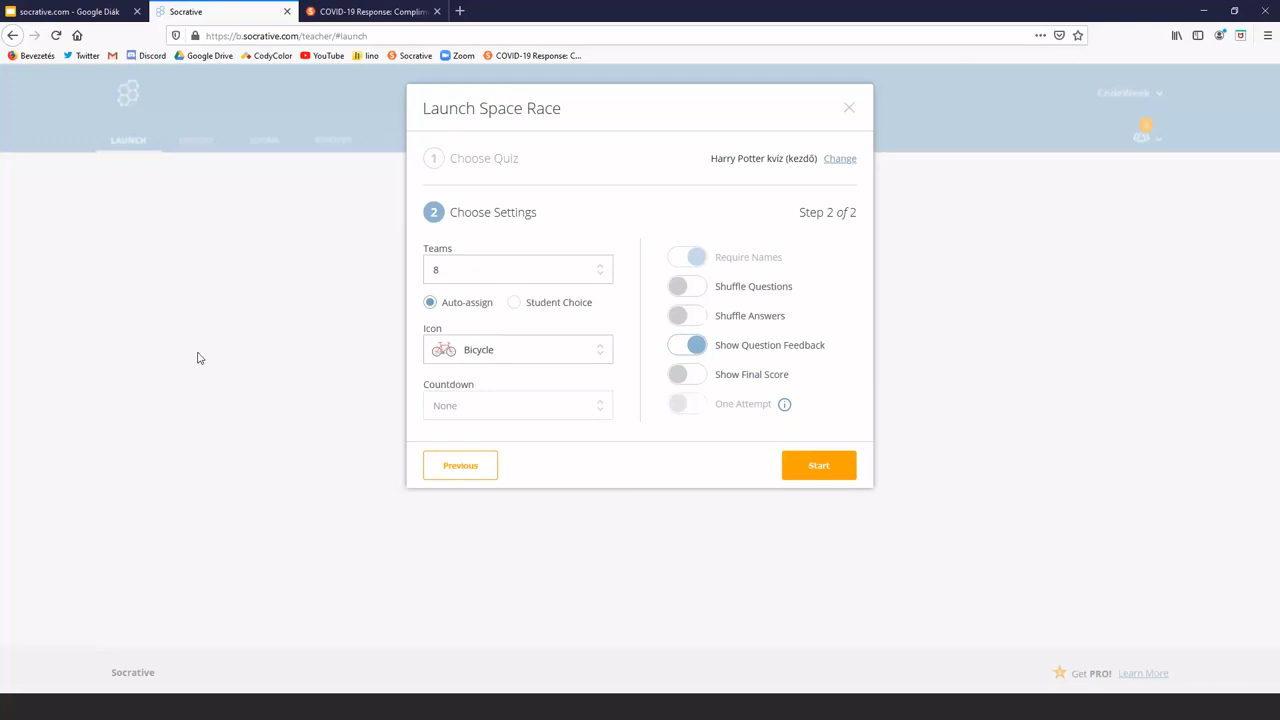 socrative.com - Google Diák
Socrative
COVID-19 Response: Complim
https://b.socrative.com/teacher/#launch
Bevezetés
Twitter
Discord
Google Drive
CodyColor
YouTube
lino
Socrative
Zoom
COVID-19 Response: C...
LAUNCH
Launch Space Race
1 Choose Quiz
Harry Potter kvíz (kezdő) Change
2 Choose Settings
Step 2 of 2
Teams
8
Auto-assign
Student Choice
Icon
Bicycle
Countdown
None
Require Names
Shuffle Questions
Shuffle Answers
Show Question Feedback
Show Final Score
One Attempt
Previous
Start
Socrative
Get PRO! Learn More